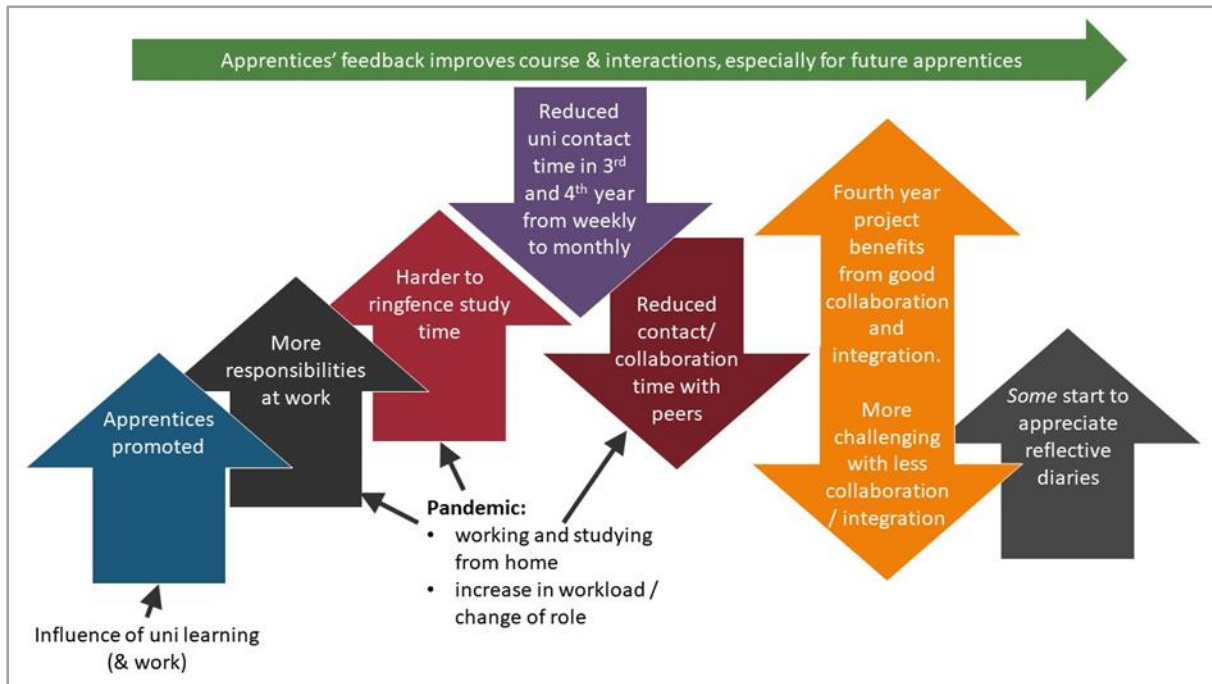 Apprentices' feedback improves course & interactions, especially for future apprentices
Reduced
uni contact
time in 3rd
and 4th year
from weekly
to monthly
Fourth year
project
benefits
from good
collaboration
and
integration.
More
challenging
with less
collaboration
/ integration
Harder to
ringfence study
time
Reduced
contact/
collaboration
time with
peers
More
responsibilities
at work
Apprentices
promoted
Some start to
appreciate
reflective
diaries
Pandemic:
• working and studying
from home
• increase in workload /
change of role
Influence of uni learning
(& work)